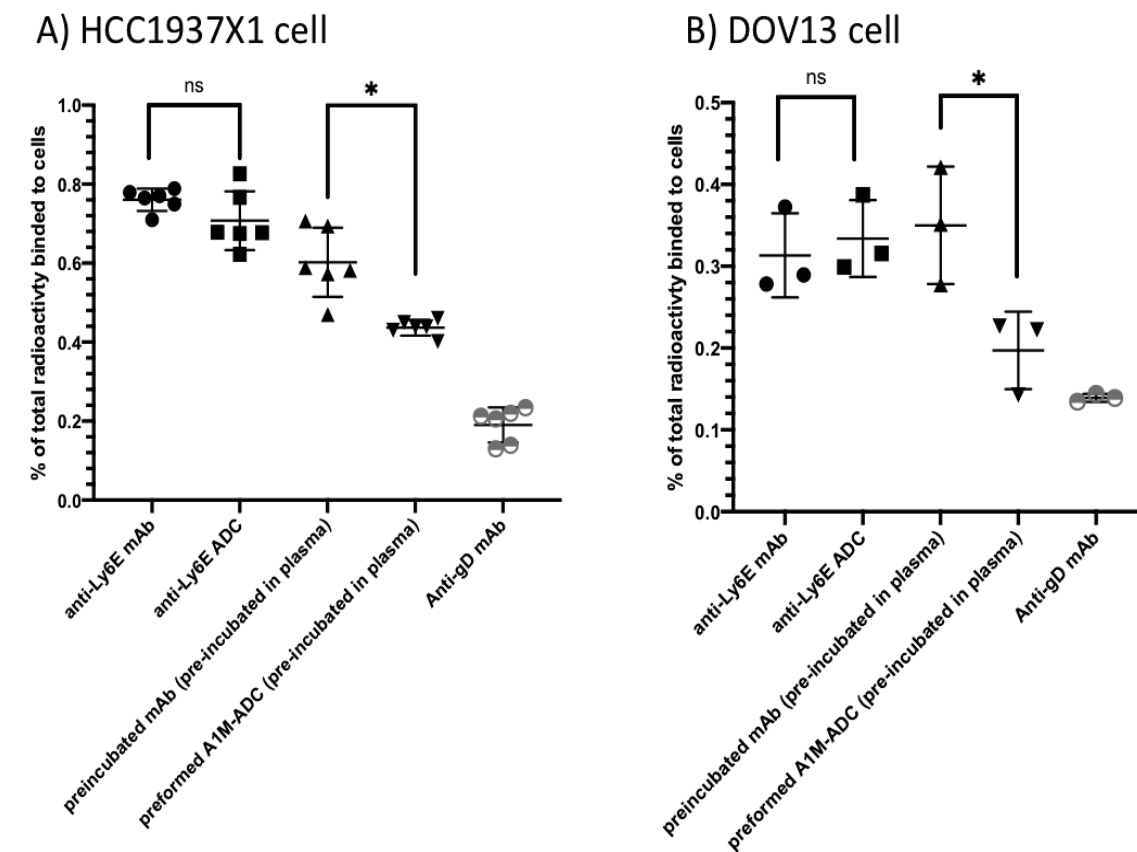 A) HCC1937X1 cell
% of total radioactivty binded to cells
1.0
0.8
0.6
0.4
0.2
0.0
ns
*
anti-Ly6E mAb
anti-Ly6E ADC
preincubated mAb (pre-incubated in plasma)
preformed A1M-ADC (pre-incubated in plasma)
Anti-gD mAb
B) DOV13 cell
% of total radioactivty binded to cells
0.5
0.4
0.3
0.2
0.1
0.0
ns
*
anti-Ly6E mAb
anti-Ly6E ADC
preincubated mAb (pre-incubated in plasma)
preformed A1M-ADC (pre-incubated in plasma)
Anti-gD mAb